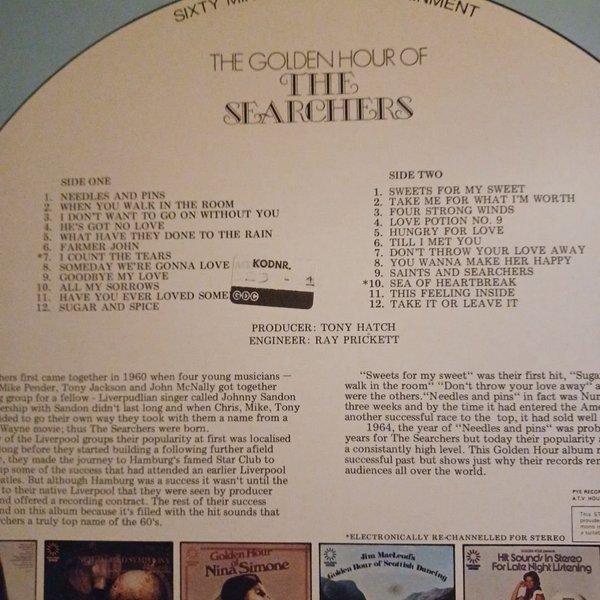 SIXTY
THE GOLDEN HOUR OF
THE
SEARCHERS
SIDE ONE
1. NEEDLES AND PINS
2. WHEN YOU WALK IN THE ROOM
3. I DON'T WANT TO GO ON WITHOUT YOU
4. HE'S GOT NO LOVE
5. WHAT HAVE THEY DONE TO THE RAIN
6. FARMER JOHN
*7. I COUNT THE TEARS
8. SOMEDAY WE'RE GONNA LOVE
9. GOODBYE MY LOVE
10. ALL MY SORROWS
11. HAVE YOU EVER LOVED SOME
12. SUGAR AND SPICE
KODNR.
GDC
SIDE TWO
1. SWEETS FOR MY SWEET
2. TAKE ME FOR WHAT I'M WORTH
3. FOUR STRONG WINDS
4. LOVE POTION NO. 9
5. HUNGRY FOR LOVE
6. TILL I MET YOU
7. DON'T THROW YOUR LOVE AWAY
8. YOU WANNA MAKE HER HAPPY
9. SAINTS AND SEARCHERS
*10. SEA OF HEARTBREAK
11. THIS FEELING INSIDE
12. TAKE IT OR LEAVE IT
PRODUCER: TONY HATCH
ENGINEER: RAY PRICKETT
hers first came together in 1960 when four young musicians —
Mike Pender, Tony Jackson and John McNally got together
g group for a fellow - Liverpudlian singer called Johnny Sandon
ership with Sandon didn't last long and when Chris, Mike, Tony
ided to go their own way they took with them a name from a
Wayne movie; thus The Searchers were born.
y of the Liverpool groups their popularity at first was localised
ong before they started building a following further afield
e, they made the journey to Hamburg's famed Star Club to
p some of the success that had attended an earlier Liverpool
eatles. But although Hamburg was a success it wasn't until the
to their native Liverpool that they were seen by producer
and offered a recording contract. The rest of their success
nd on this album because it's filled with the hit sounds that
rchers a truly top name of the 60's.
"Sweets for my sweet" was their first hit, "Suga
walk in the room" "Don't throw your love away" a
were the others."Needles and pins" in fact was Num
three weeks and by the time it had entered the Ame
another successful race to the top, it had sold well
1964, the year of "Needles and pins" was prob
years for The Searchers but today their popularity a
a consistantly high level. This Golden Hour album r
successful past but shows just why their records rem
audiences all over the world.
PYE RECOR
A.T.V. HOU
This ST
provide
mono r
a suitab
*ELECTRONICALLY RE-CHANNELLED FOR STEREO
Golden Hour
of
Nina Simone
Jim MacLeod's
Golden Hour of Scottish Dancing
Hit Sounds In Stereo
For Late Night Listening